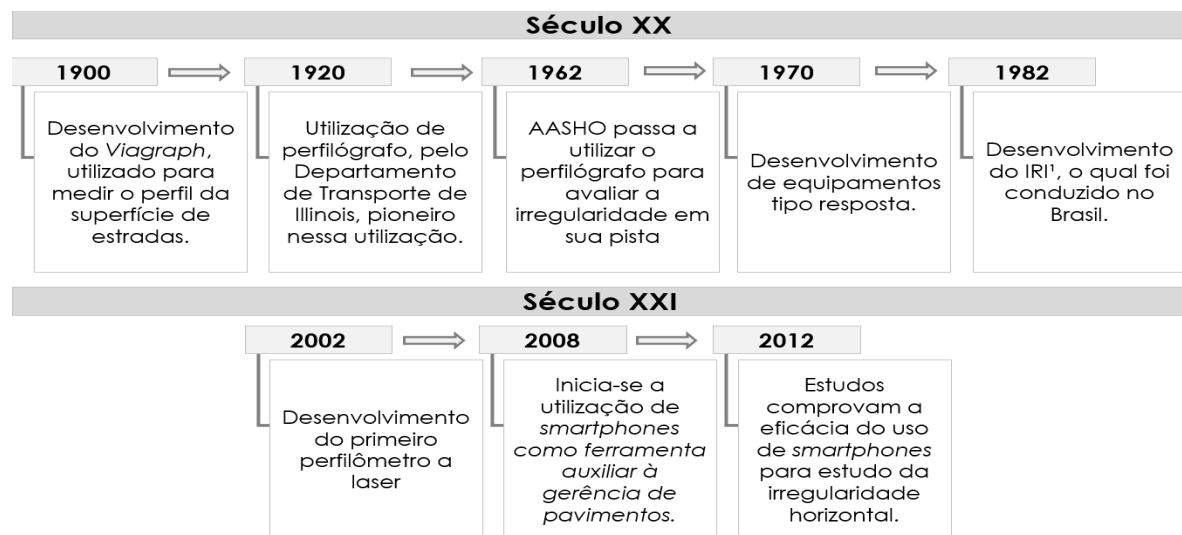 Século XX
1900
1920
1962
1970
1982
Desenvolvimento
do Viagraph,
utilizado para
medir o perfil da
superfície de
estradas.
Utilização de
perfilógrafo, pelo
Departamento
de Transporte de
Illinois, pioneiro
nessa utilização.
AASHO passa a
utilizar o
perfilógrafo para
avaliar a
irregularidade em
sua pista
Desenvolvimento
de equipamentos
tipo resposta.
Desenvolvimento
do IRI¹, o qual foi
conduzido no
Brasil.
Século XXI
2002
2008
2012
Desenvolvimento
do primeiro
perfilômetro a
laser
Inicia-se a
utilização de
smartphones
como ferramenta
auxiliar à
gerência de
pavimentos.
Estudos
comprovam a
eficácia do uso
de smartphones
para estudo da
irregularidade
horizontal.